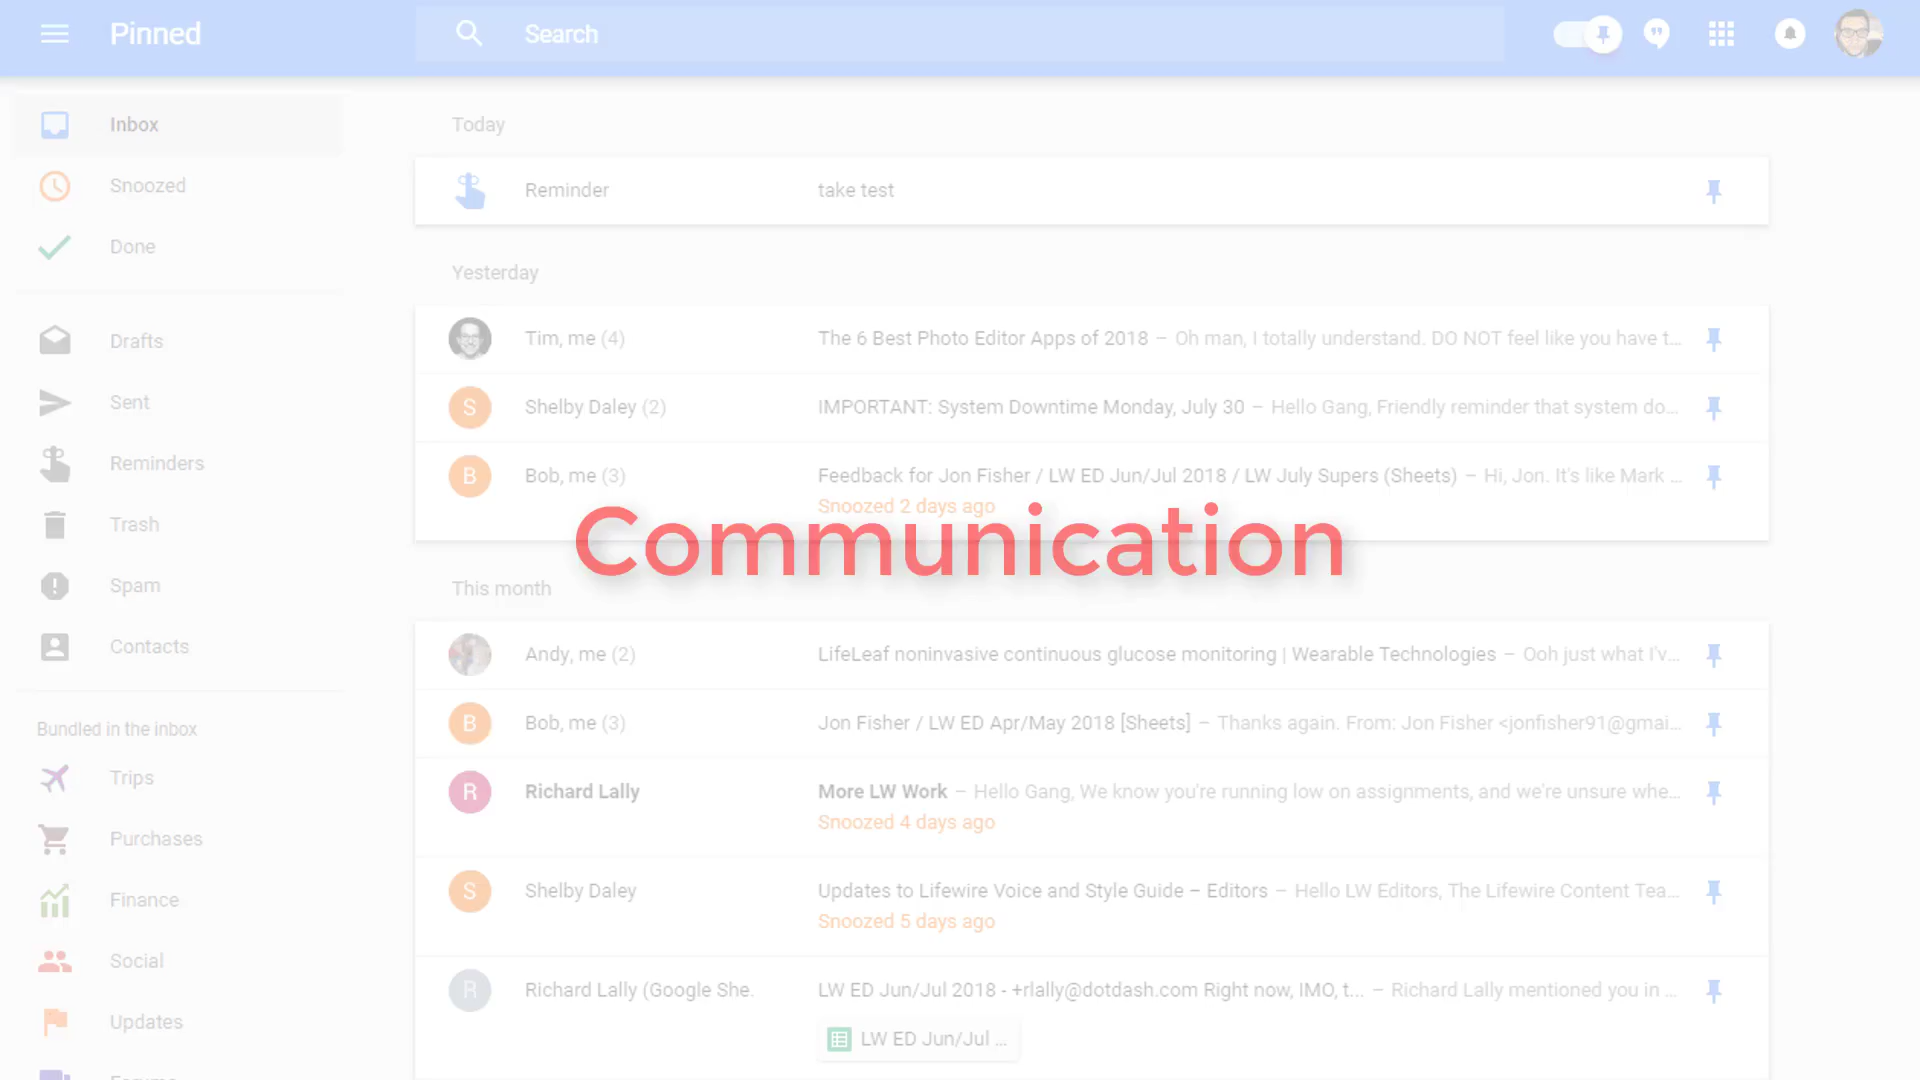 Pinned
Search
Inbox
Snoozed
Done
Drafts
Sent
Reminders
Trash
Spam
Contacts
Bundled in the inbox
Trips
Purchases
Finance
Social
Updates
Today
Reminder take test
Yesterday
Tim, me (4) The 6 Best Photo Editor Apps of 2018 – Oh man, I totally understand. DO NOT feel like you have t...
S Shelby Daley (2) IMPORTANT: System Downtime Monday, July 30 – Hello Gang, Friendly reminder that system do...
B Bob, me (3) Feedback for Jon Fisher / LW ED Jun/Jul 2018 / LW July Supers (Sheets) – Hi, Jon. It's like Mark ...
Snoozed 2 days ago
Communication
This month
Andy, me (2) LifeLeaf noninvasive continuous glucose monitoring | Wearable Technologies – Ooh just what I'v...
B Bob, me (3) Jon Fisher / LW ED Apr/May 2018 [Sheets] – Thanks again. From: Jon Fisher <jonfisher91@gmai...
R Richard Lally More LW Work – Hello Gang, We know you're running low on assignments, and we're unsure whe...
Snoozed 4 days ago
S Shelby Daley Updates to Lifewire Voice and Style Guide – Editors – Hello LW Editors, The Lifewire Content Tea...
Snoozed 5 days ago
R Richard Lally (Google She. LW ED Jun/Jul 2018 - +rlally@dotdash.com Right now, IMO, t... – Richard Lally mentioned you in ...
LW ED Jun/Jul ...